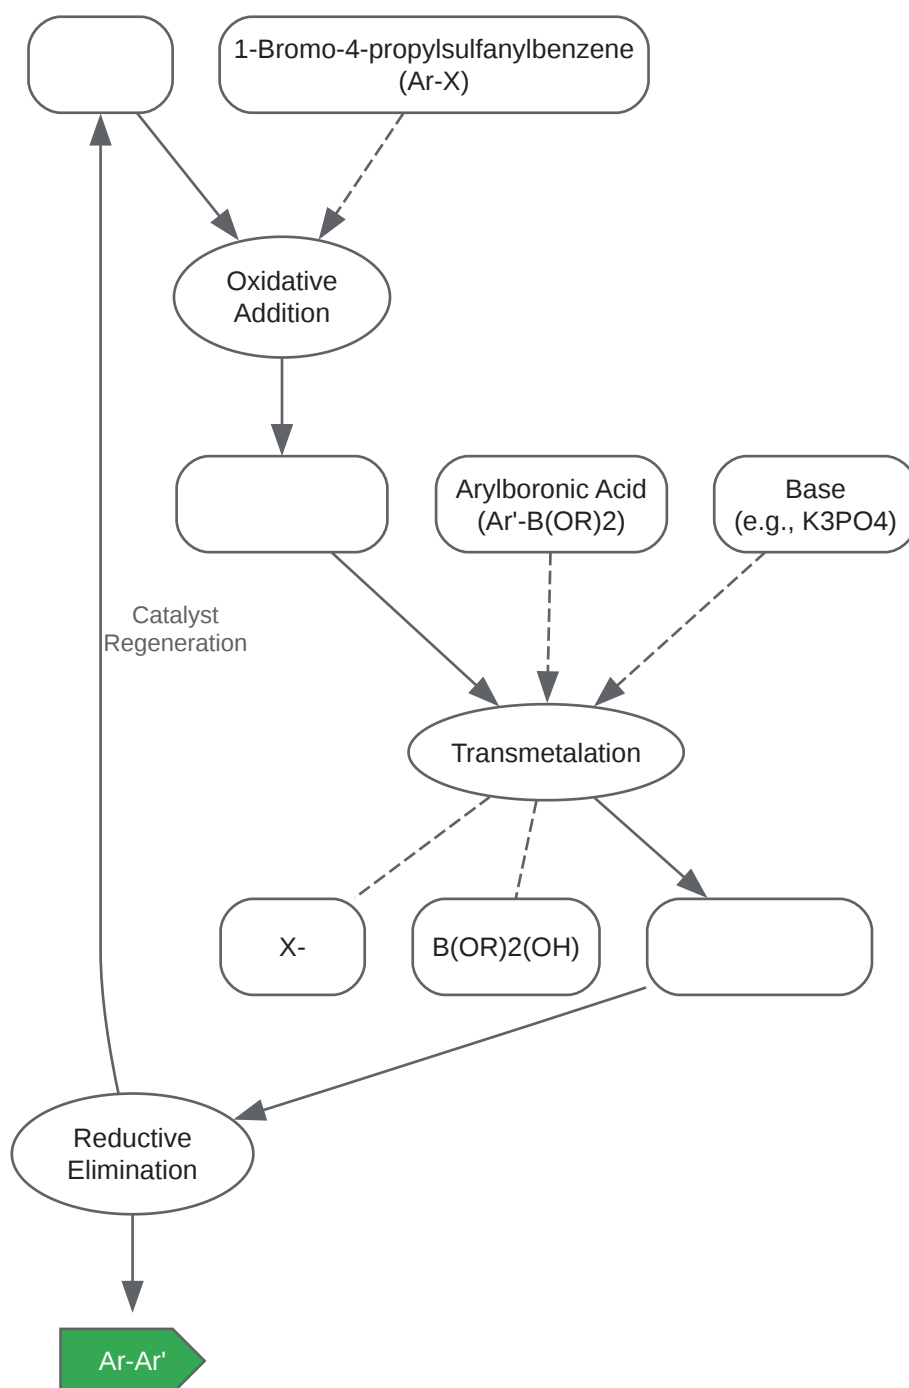 1-Bromo-4-propylsulfanylbenzene
(Ar-X)
Oxidative
Addition
Arylboronic Acid
(Ar'-B(OR)2)
Base
(e.g., K3PO4)
Catalyst
Regeneration
Transmetalation
X-
B(OR)2(OH)
Reductive
Elimination
Ar-Ar'